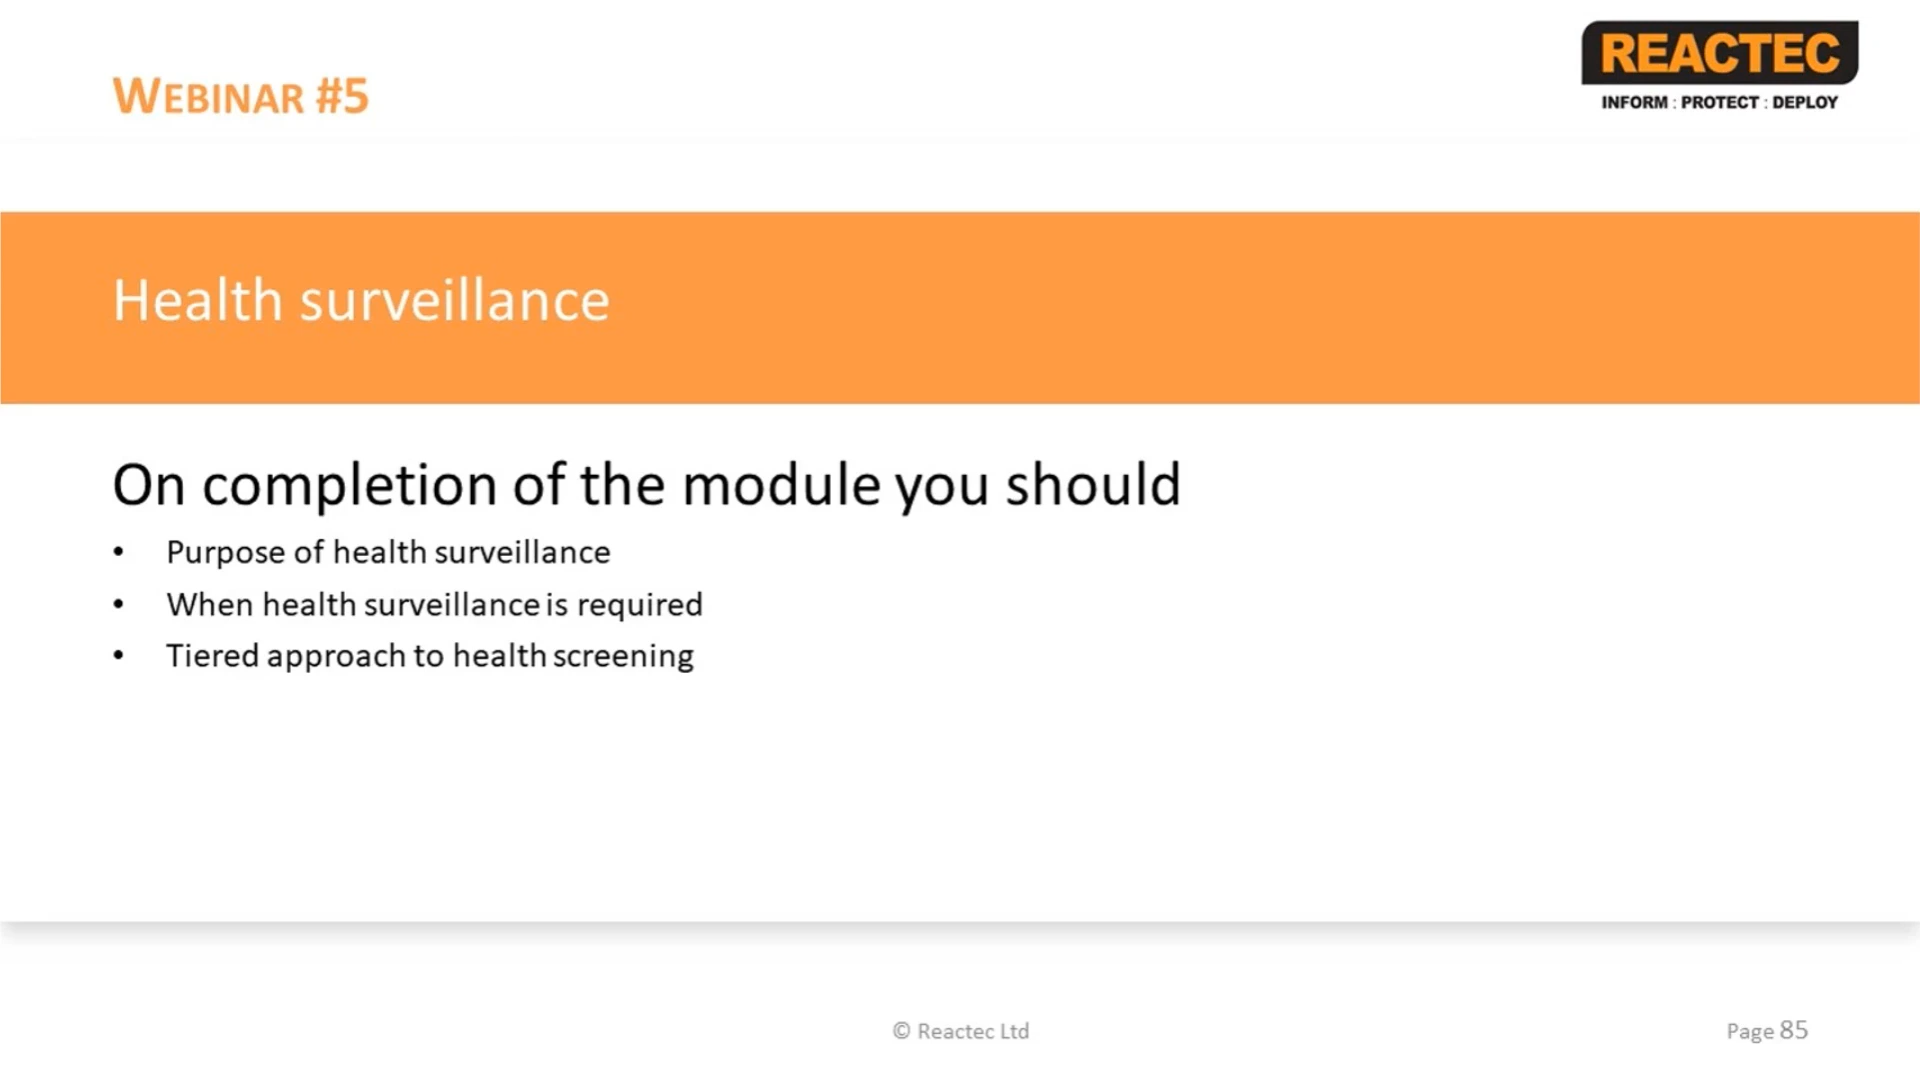 WEBINAR #5
REACTEC
INFORM : PROTECT : DEPLOY
Health surveillance
On completion of the module you should
• Purpose of health surveillance
• When health surveillance is required
• Tiered approach to health screening
© Reactec Ltd
Page 85